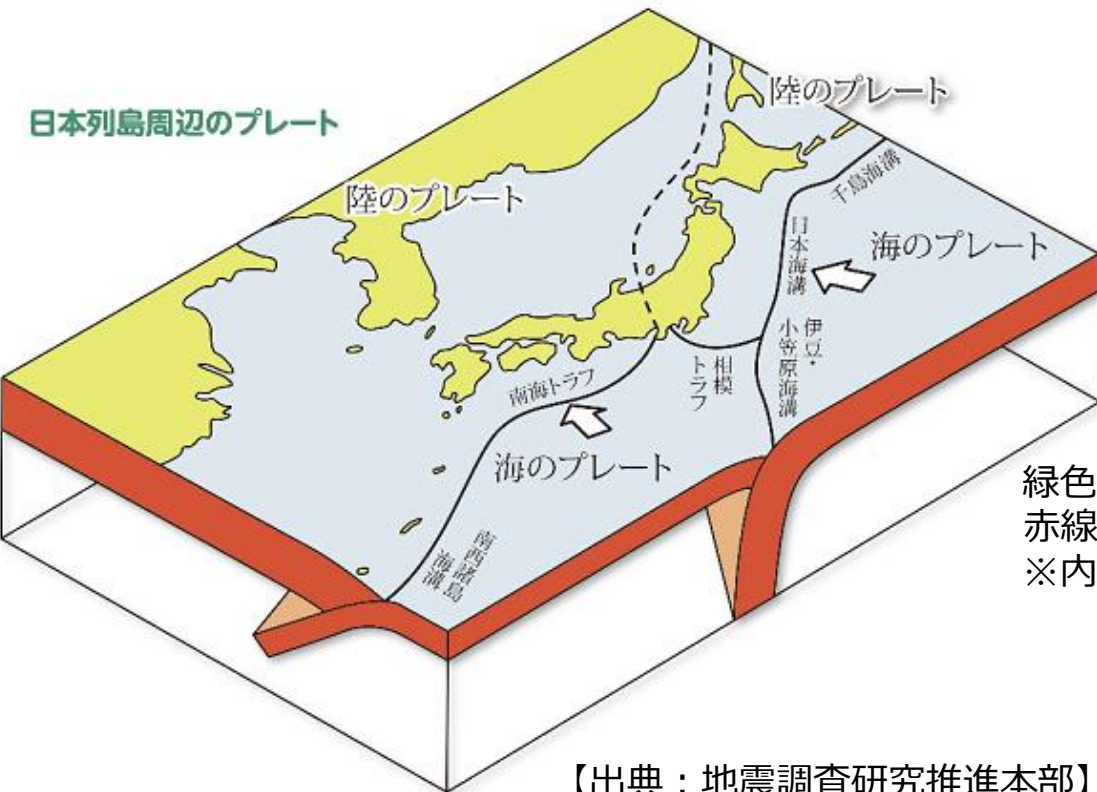 日本列島周辺のプレート
陸のプレート
陸のプレート
千島海溝
日本海溝
海のプレート
伊豆・
小笠原海溝
相模
トラフ
南海トラフ
海のプレート
南西諸島
海溝
緑色
赤線
※内
【出典：地震調査研究推進本部】